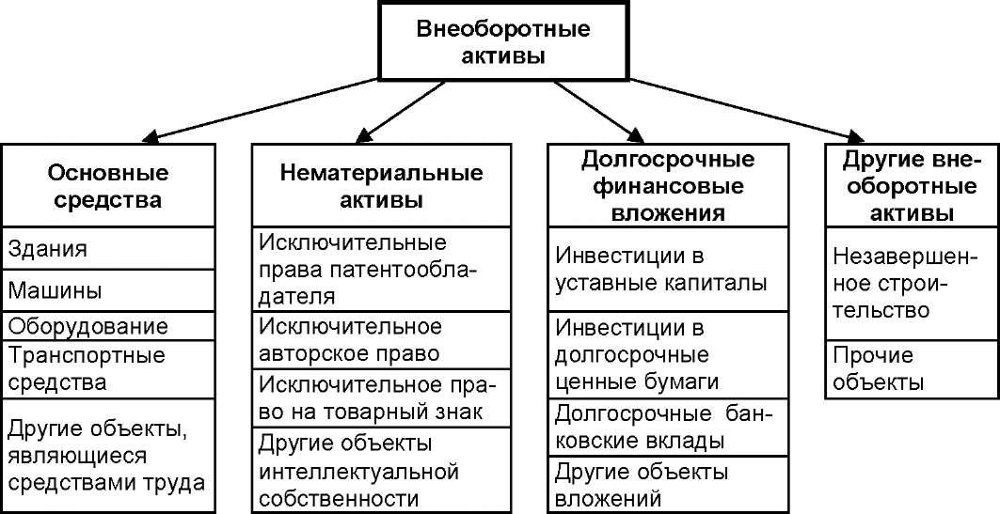 Внеоборотные
активы
Основные
средства
Здания
Машины
Оборудование
Транспортные
средства
Другие объекты,
являющиеся
средствами труда
Нематериальные
активы
Исключительные
права патентообла-
дателя
Исключительное
авторское право
Исключительное пра-
во на товарный знак
Другие объекты
интеллектуальной
собственности
Долгосрочные
финансовые
вложения
Инвестиции в
уставные капиталы
Инвестиции в
долгосрочные
ценные бумаги
Долгосрочные бан-
ковские вклады
Другие объекты
вложений
Другие вне-
оборотные
активы
Незавершен-
ное строи-
тельство
Прочие
объекты